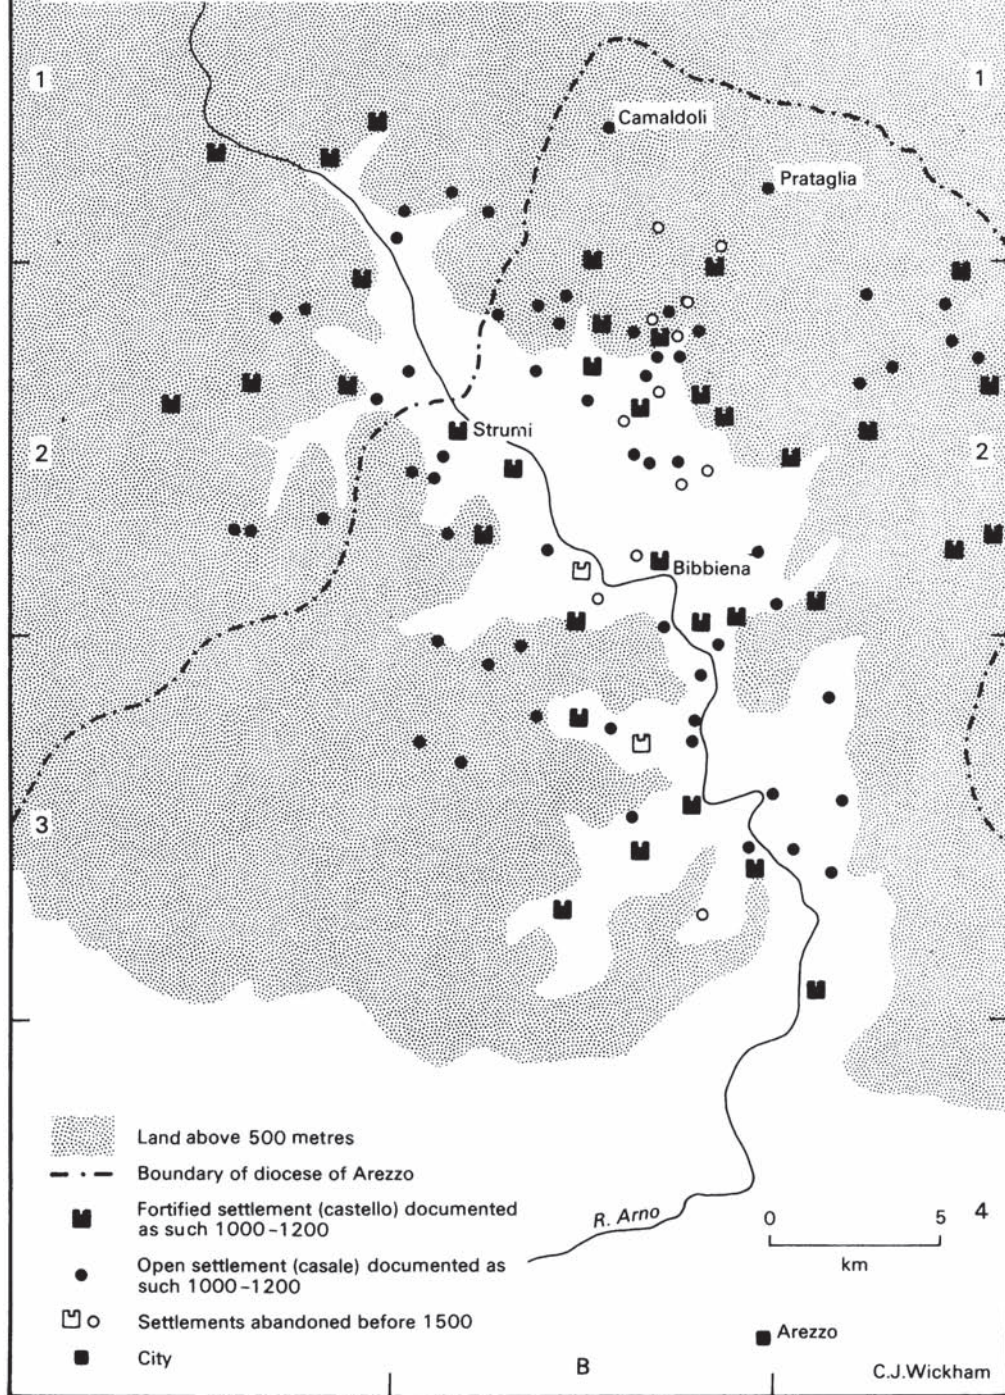 1
1
Camaldoli
Prataglia
2
Strumi
2
Bibbiena
3
Land above 500 metres
Boundary of diocese of Arezzo
Fortified settlement (castello) documented
as such 1000-1200
R. Arno
0 5
km
4
Open settlement (casale) documented as
such 1000-1200
Settlements abandoned before 1500
City
Arezzo
B
C.J.Wickham